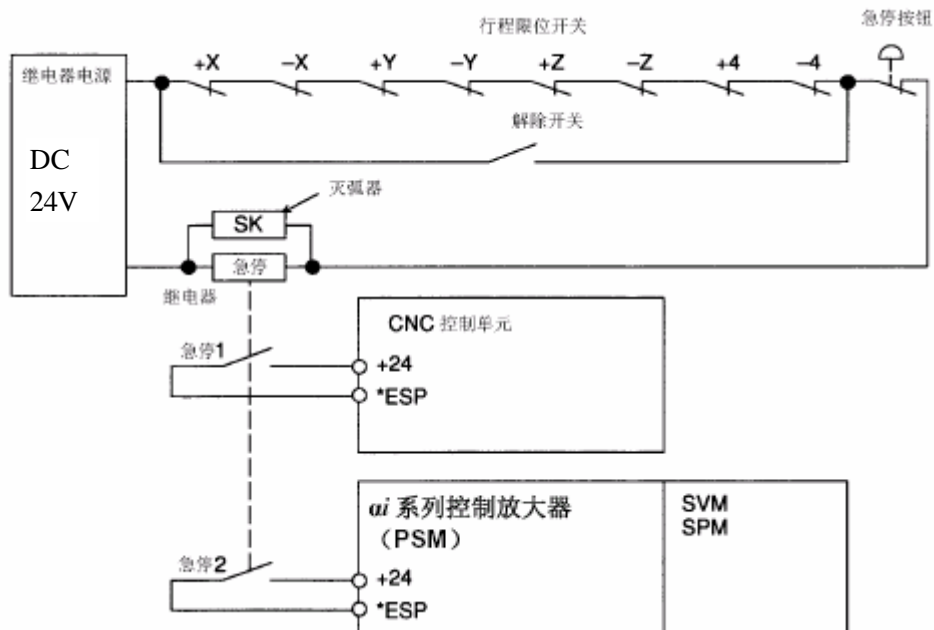 急停按钮
行程限位开关
继电器电源
+X −X +Y −Y +Z −Z +4 −4
解除开关
DC
24V
灭弧器
SK
急停
继电器
CNC 控制单元
急停1
+24
*ESP
αi 系列控制放大器
(PSM)
SVM
SPM
急停2
+24
*ESP